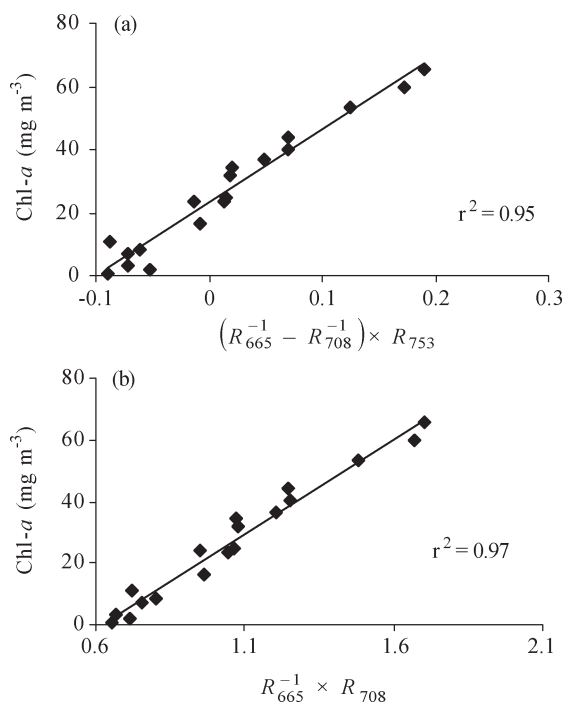 (a)
80
60
40
20
0
Chl-a (mg m⁻³)
r² = 0.95
-0.1 0 0.1 0.2 0.3
(R₆₆₅⁻¹ − R₇₀₈⁻¹) × R₇₅₃
(b)
80
60
40
20
0
Chl-a (mg m⁻³)
r² = 0.97
0.6 1.1 1.6 2.1
R₆₆₅⁻¹ × R₇₀₈